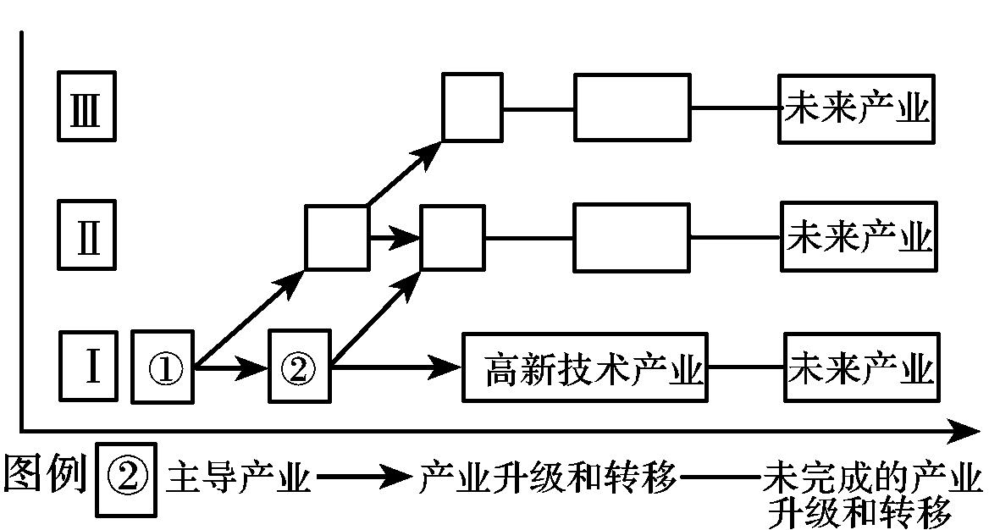 Ⅲ 未来产业
Ⅱ 未来产业
Ⅰ ① ② 高新技术产业 未来产业
图例 ② 主导产业 产业升级和转移 未完成的产业
升级和转移